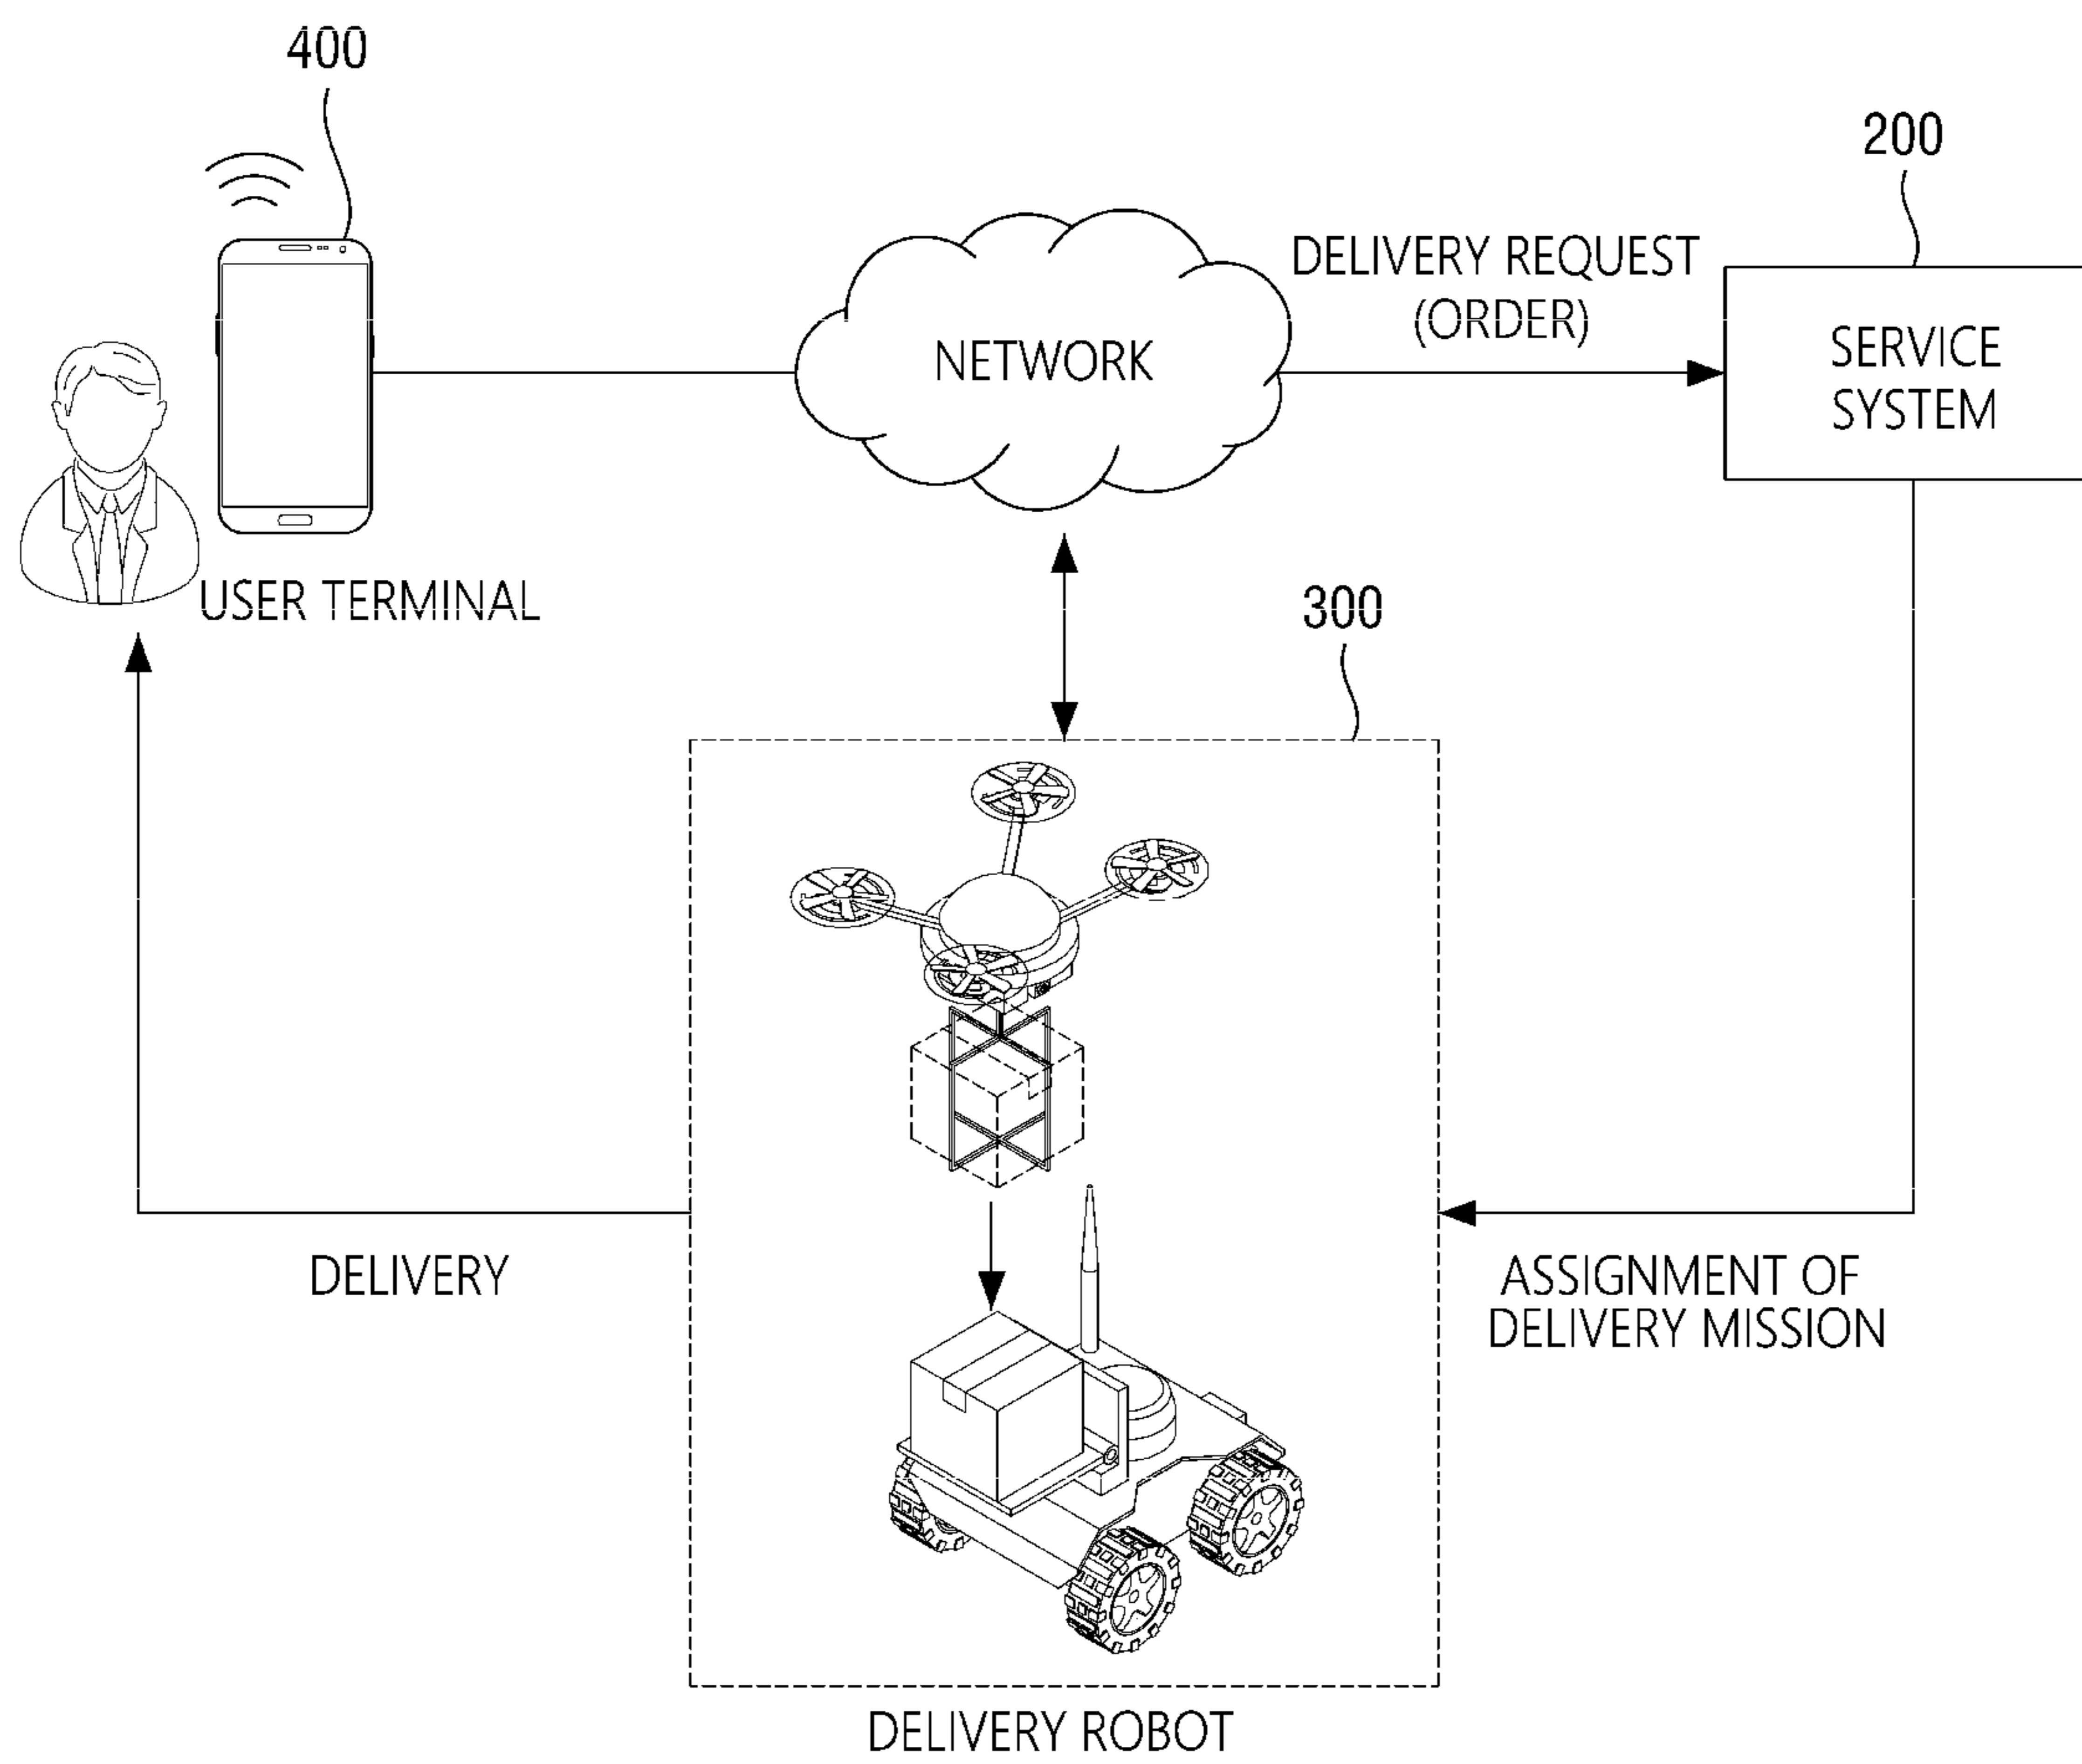 400
200
DELIVERY REQUEST
(ORDER)
NETWORK
SERVICE
SYSTEM
USER TERMINAL
300
DELIVERY
ASSIGNMENT OF
DELIVERY MISSION
DELIVERY ROBOT